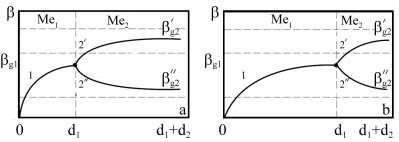 β Me₁ Me₂ β′g2
2′
βg1
1
2″ β″g2
a
0 d₁ d₁+d₂
β Me₁ Me₂
2′ β′g2
βg1
1
2″ β″g2
b
0 d₁ d₁+d₂